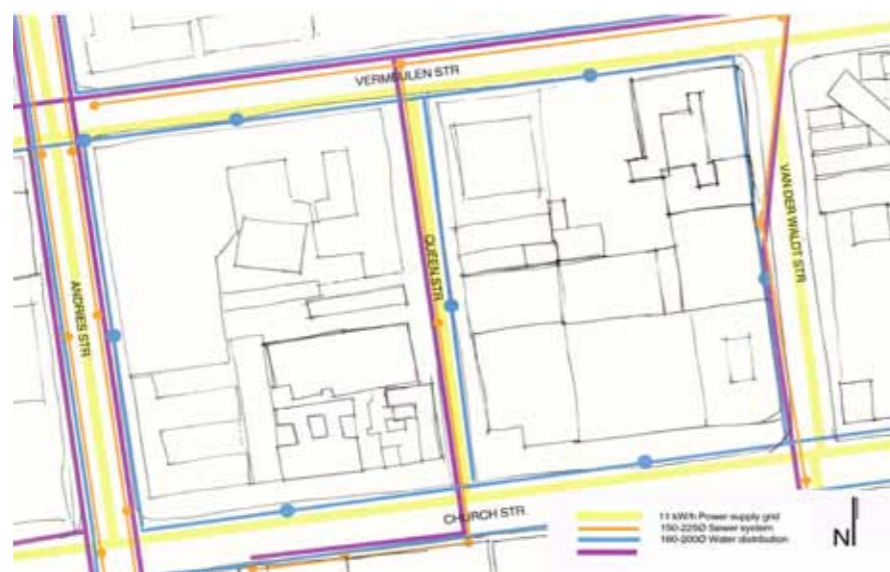 VERMEULEN STR
VAN DER WALDT STR
QUEEN STR
ANDRIES STR
CHURCH STR.
11 kW/h Power supply grid
150-225Ø Sewer system
160-200Ø Water distribution
N